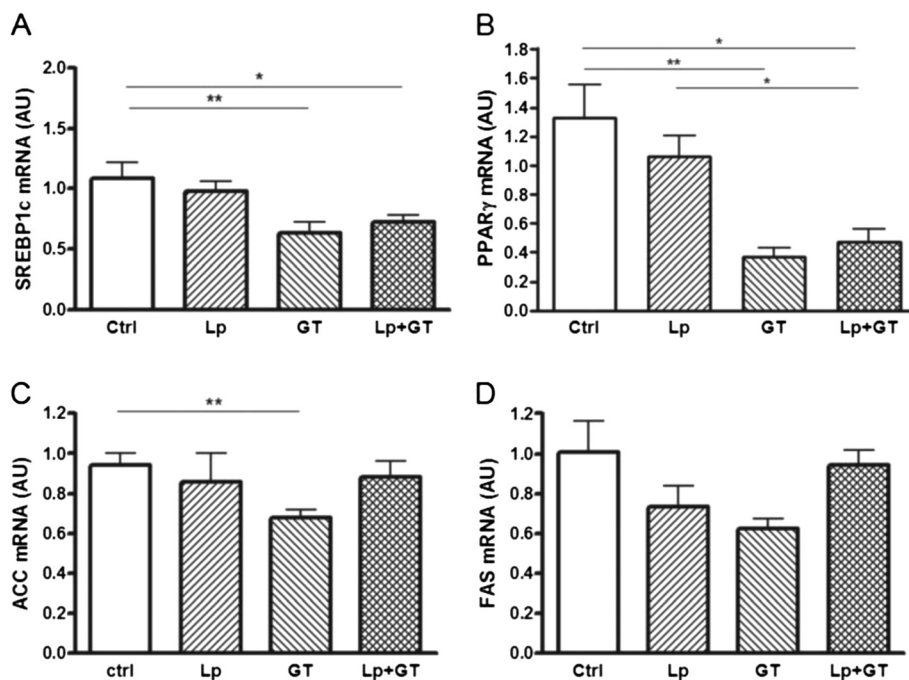 A
SREBP1c mRNA (AU)
2.0
1.5
1.0
0.5
0.0
*
**
Ctrl Lp GT Lp+GT
B
PPARγ mRNA (AU)
1.8
1.6
1.4
1.2
1.0
0.8
0.6
0.4
0.2
0.0
*
**
*
Ctrl Lp GT Lp+GT
C
ACC mRNA (AU)
1.2
1.0
0.8
0.6
0.4
0.2
0.0
**
ctrl Lp GT Lp+GT
D
FAS mRNA (AU)
1.2
1.0
0.8
0.6
0.4
0.2
0.0
Ctrl Lp GT Lp+GT